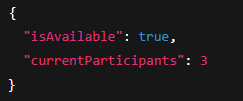 {
  "isAvailable": true,
  "currentParticipants": 3
}